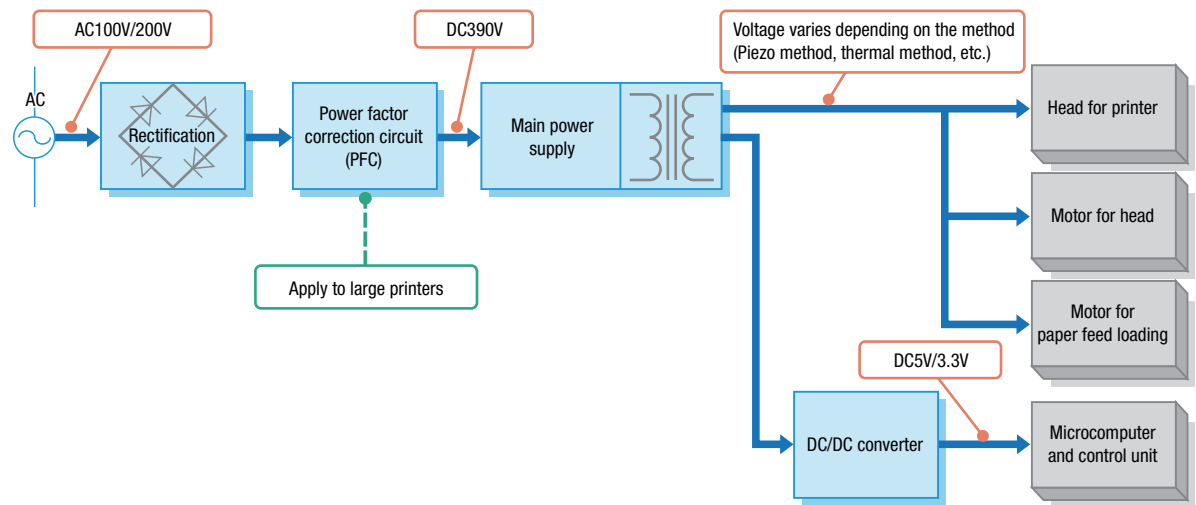 AC100V/200V
DC390V
Voltage varies depending on the method
(Piezo method, thermal method, etc.)
AC
Rectification
Power factor
correction circuit
(PFC)
Main power
supply
Head for printer
Motor for head
Apply to large printers
Motor for
paper feed loading
DC5V/3.3V
DC/DC converter
Microcomputer
and control unit